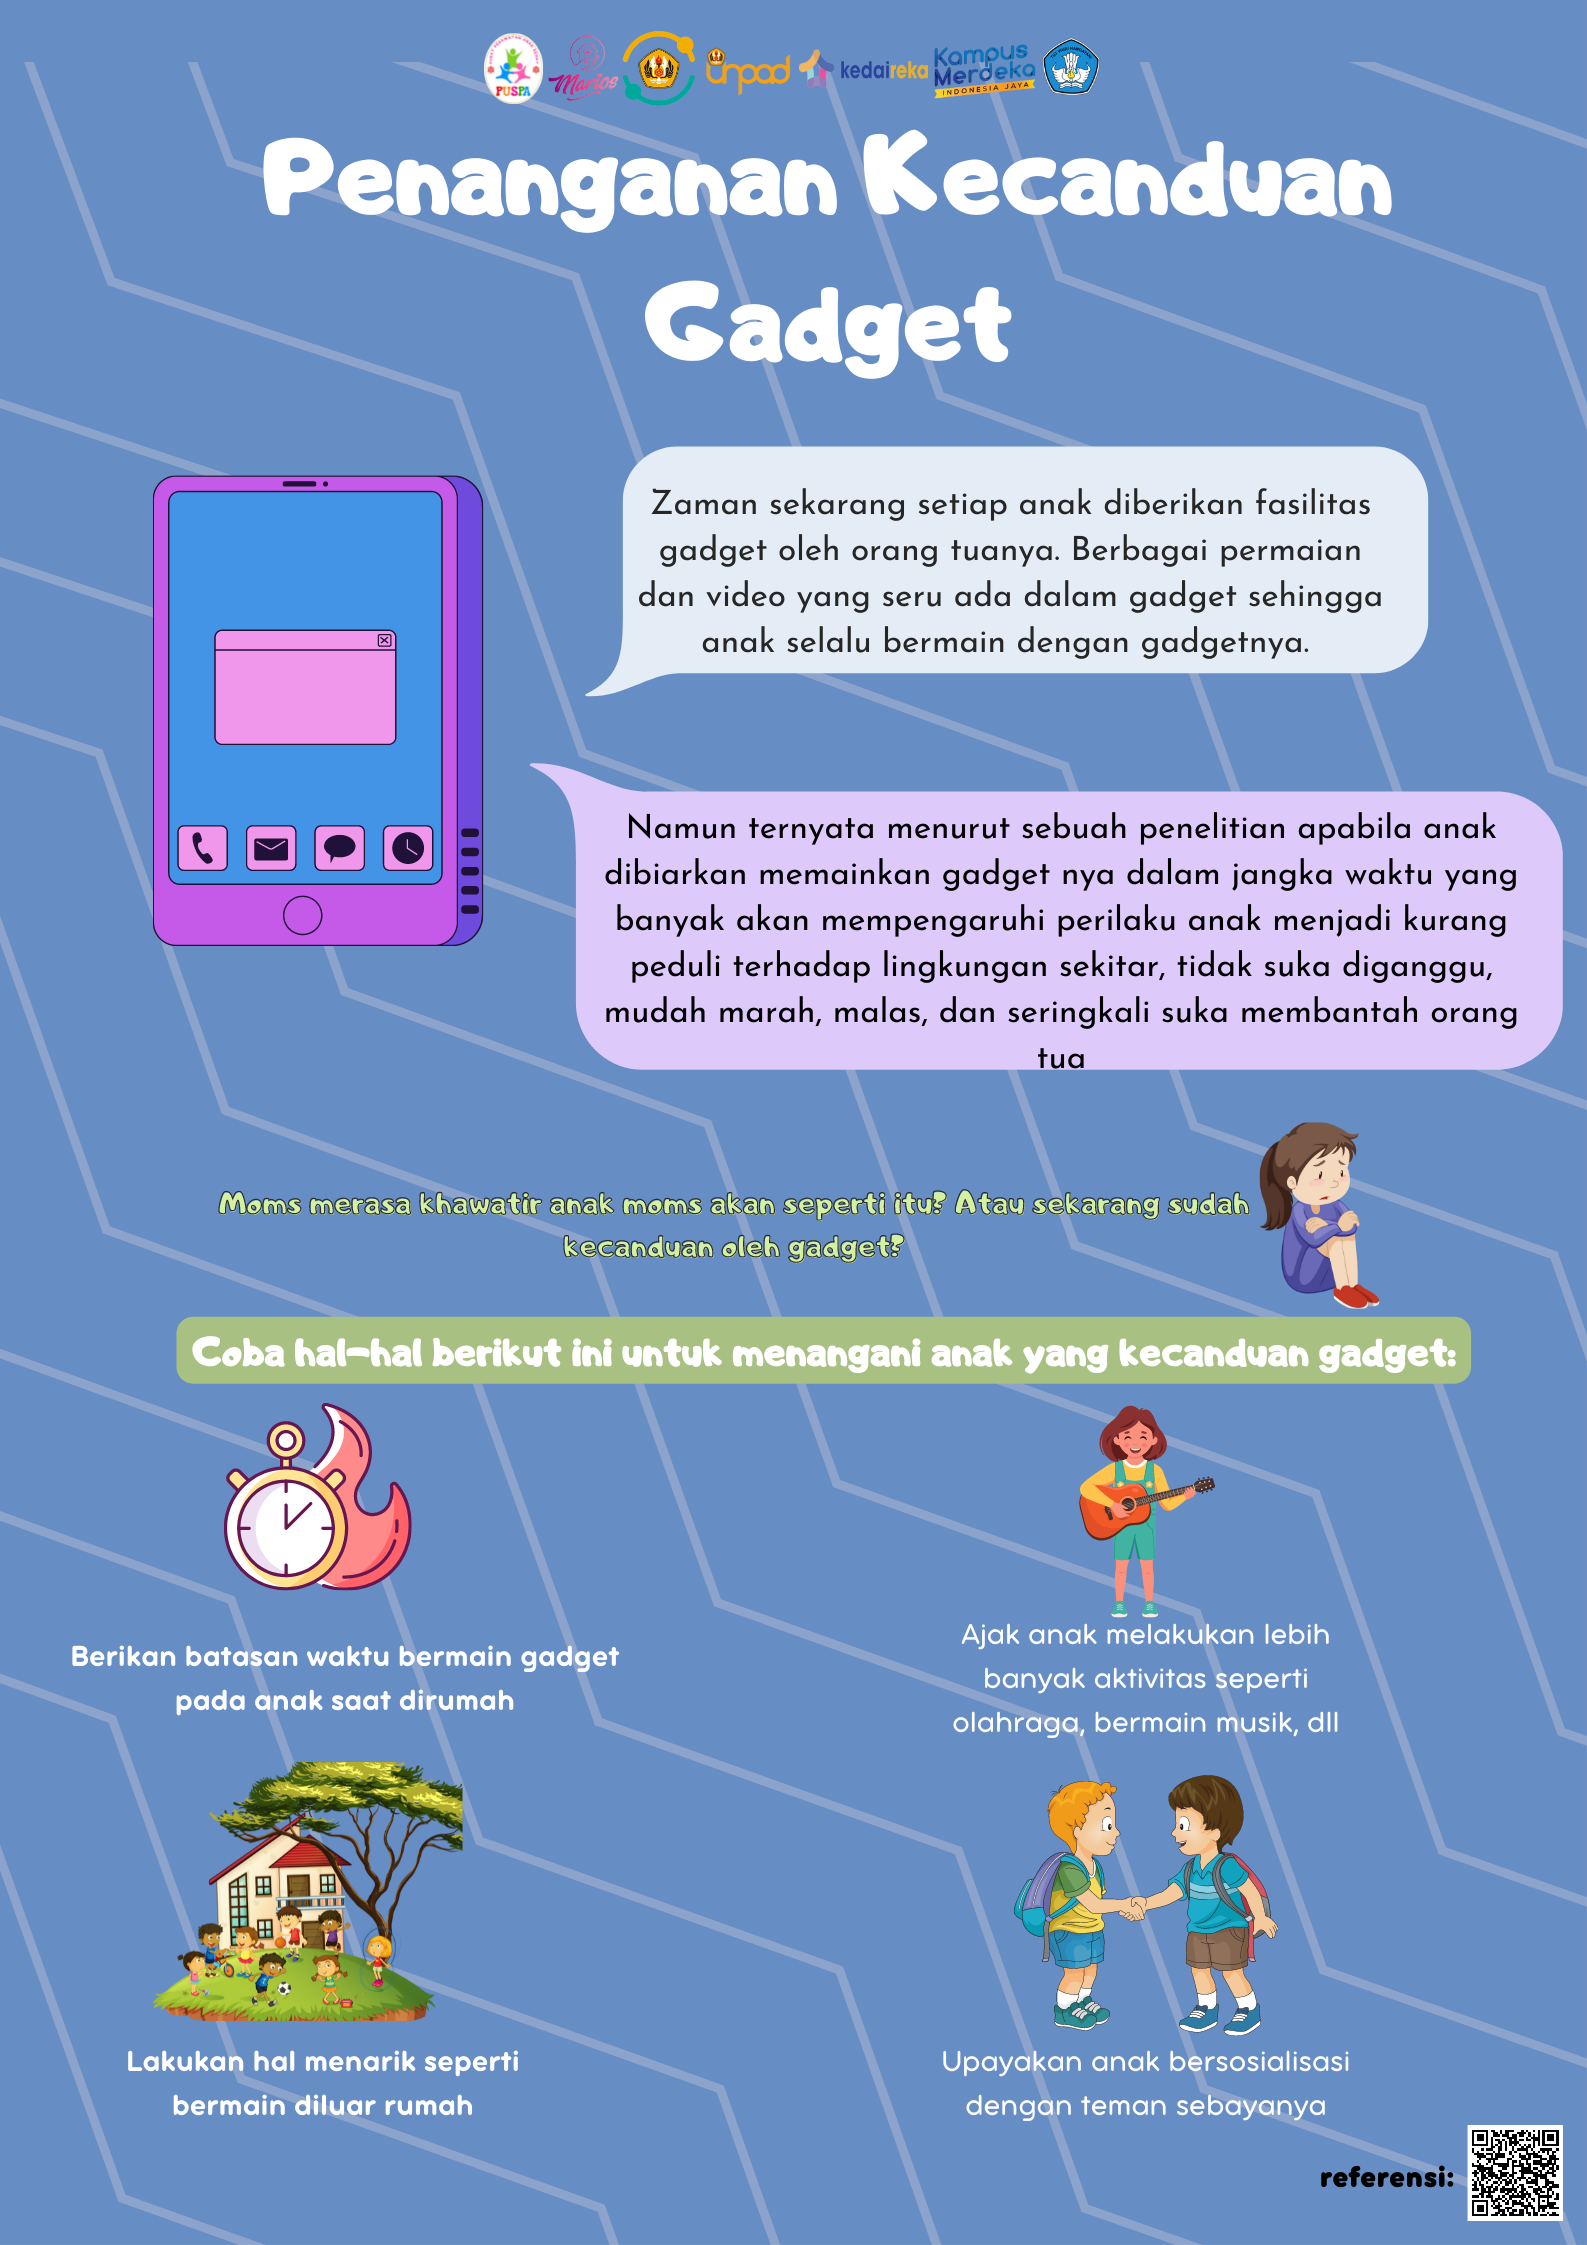 PUSPA
Marlos
unpad
kedaireka
Kampus
Merdeka
INDONESIA JAYA
Penanganan Kecanduan
Gadget
Zaman sekarang setiap anak diberikan fasilitas
gadget oleh orang tuanya. Berbagai permaian
dan video yang seru ada dalam gadget sehingga
anak selalu bermain dengan gadgetnya.
Namun ternyata menurut sebuah penelitian apabila anak
dibiarkan memainkan gadget nya dalam jangka waktu yang
banyak akan mempengaruhi perilaku anak menjadi kurang
peduli terhadap lingkungan sekitar, tidak suka diganggu,
mudah marah, malas, dan seringkali suka membantah orang
tua
Moms merasa khawatir anak moms akan seperti itu? Atau sekarang sudah
kecanduan oleh gadget?
Coba hal-hal berikut ini untuk menangani anak yang kecanduan gadget:
Berikan batasan waktu bermain gadget
pada anak saat dirumah
Ajak anak melakukan lebih
banyak aktivitas seperti
olahraga, bermain musik, dll
Lakukan hal menarik seperti
bermain diluar rumah
Upayakan anak bersosialisasi
dengan teman sebayanya
referensi: